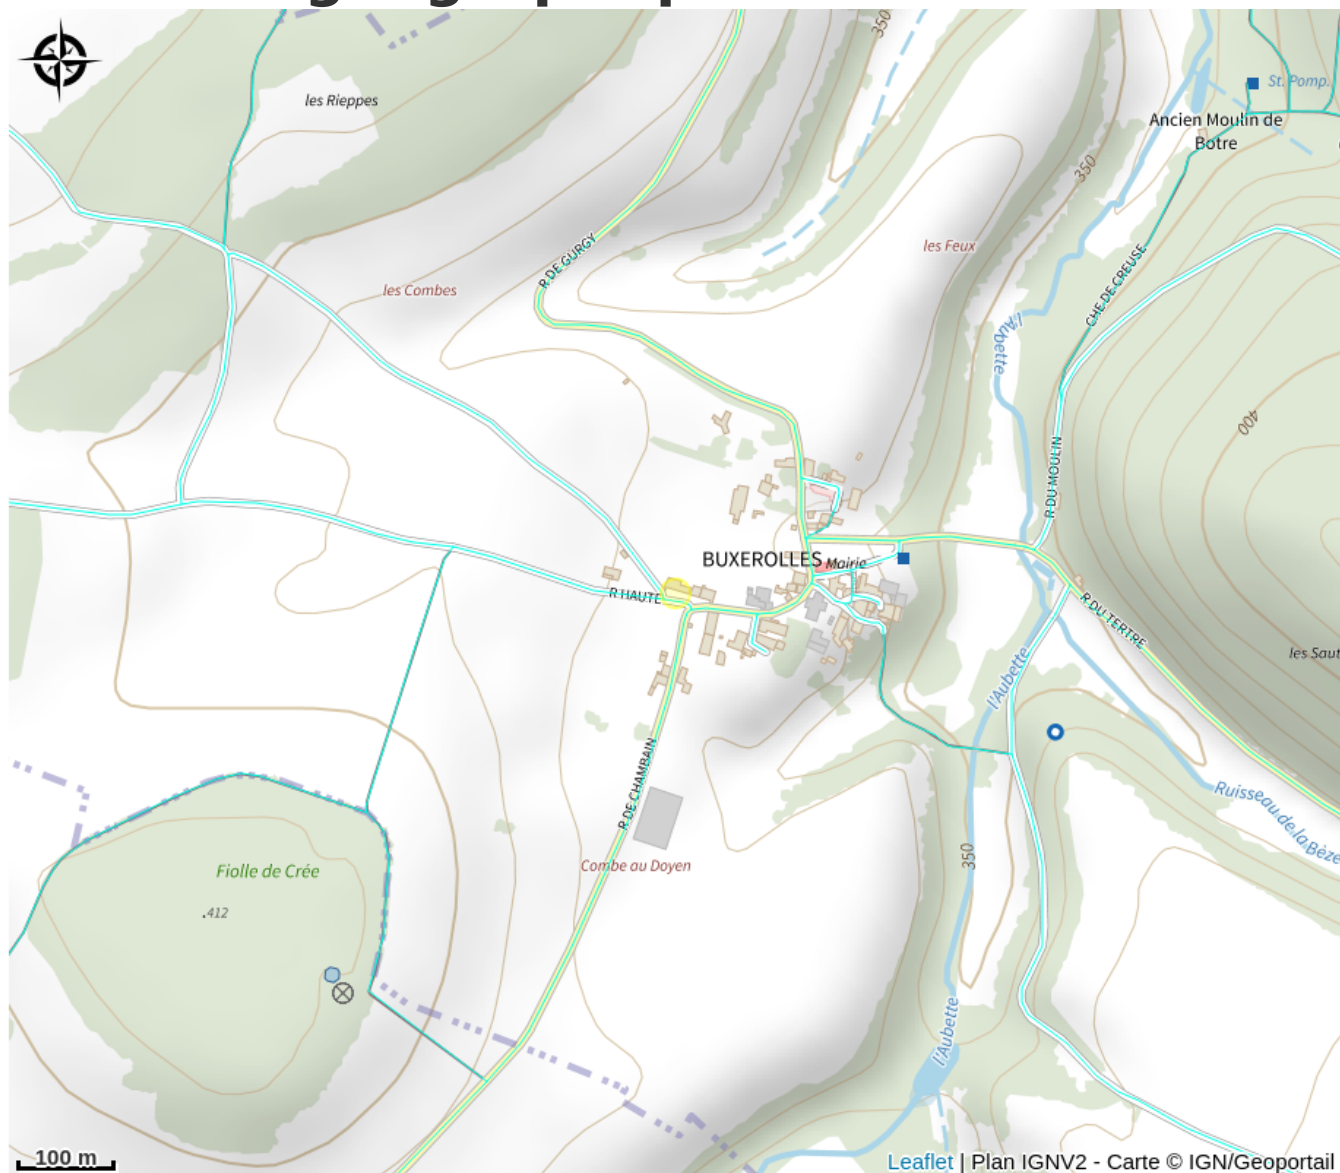 350
les Rieppes
St. Pomp.
Ancien Moulin de
Botre
350
R DE GURGY
les Feux
les Combes
CHE DE CREUSE
l'Aubette
400
R DU MOULIN
BUXEROLLES
Mairie
R HAUTE
R DU TERTRE
les Saut
l'Aubette
R DE CHAMBAIN
Ruisseau de la Bèze
350
Combe au Doyen
Fiolle de Crée
.412
l'Aubette
100 m
Leaflet | Plan IGNV2 - Carte © IGN/Geoportail